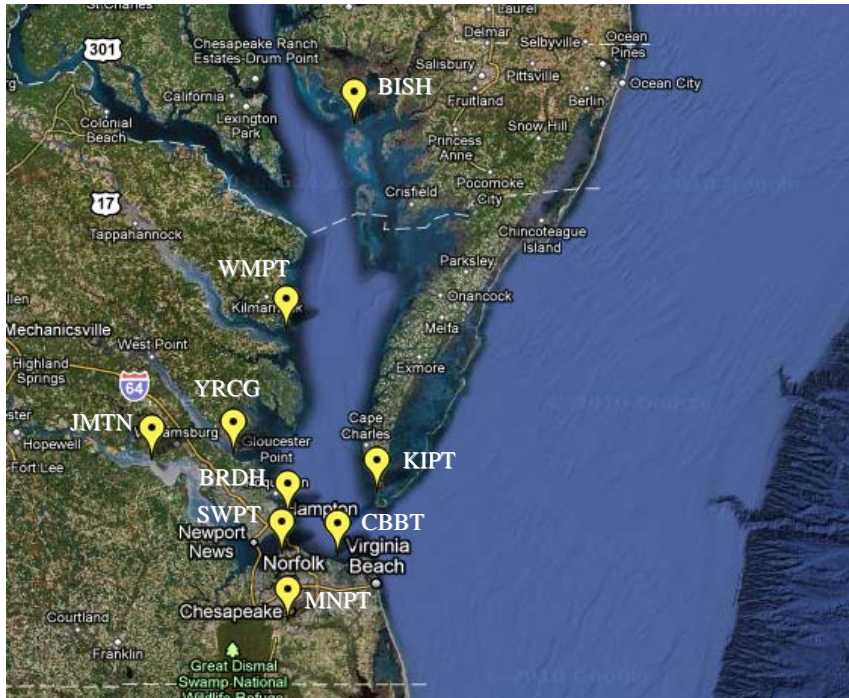 St Charles
Laurel
Delmar
Selbyville
Ocean Pines
301
Chesapeake Ranch
Estates-Drum Point
Salisbury
Pittsville
BISH
Fruitland
Berlin
Ocean City
California
Lexington
Park
Colonial
Beach
Snow Hill
Princess
Anne
Pocomoke
City
Crisfield
17
Tappahannock
Chincoteague
Island
Parksley
WMPT
Onancock
Melfa
Mechanicsville
West Point
Exmore
Highland
Springs
64
YRCG
JMTN
Cape
Charles
Hopewell
Gloucester
Point
KIPT
Fort Lee
BRDH
Hampton
SWPT
CBBT
Newport
News
Virginia
Beach
Norfolk
MNPT
Chesapeake
Courtland
Franklin
Great Dismal
Swamp National
Wildlife Refuge